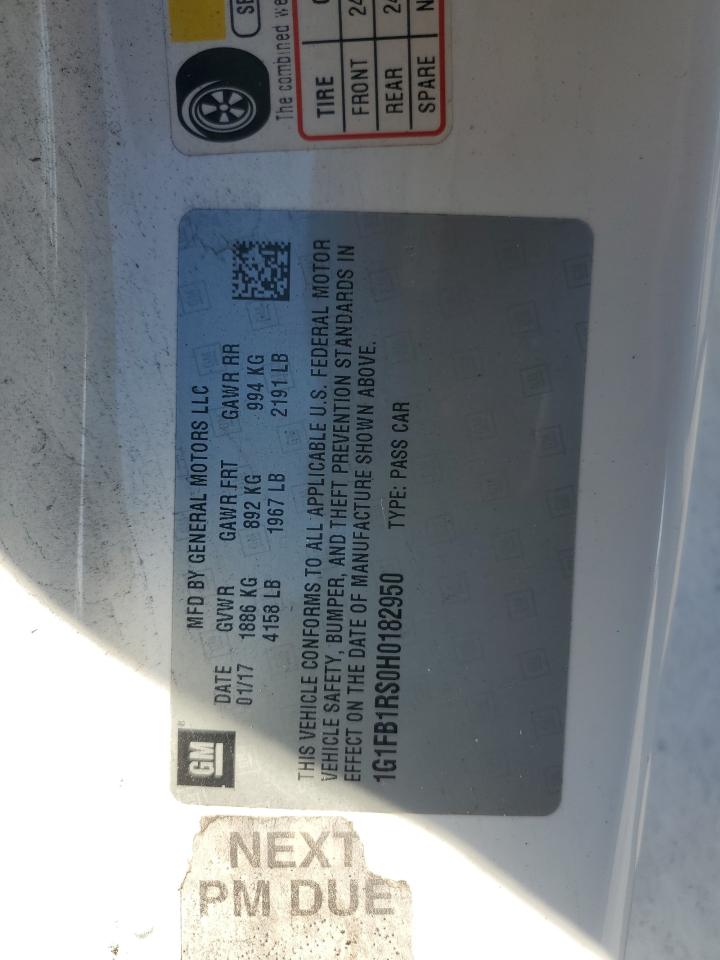 GM
MFD BY GENERAL MOTORS LLC
DATE GVWR GAWR FRT GAWR RR
01/17 1886 KG 892 KG 994 KG
4158 LB 1967 LB 2191 LB
THIS VEHICLE CONFORMS TO ALL APPLICABLE U.S. FEDERAL MOTOR
VEHICLE SAFETY, BUMPER, AND THEFT PREVENTION STANDARDS IN
EFFECT ON THE DATE OF MANUFACTURE SHOWN ABOVE.
1G1FB1RS0H0182950 TYPE: PASS CAR
The combined
TIRE
FRONT
REAR
SPARE
NEXT
PM DUE